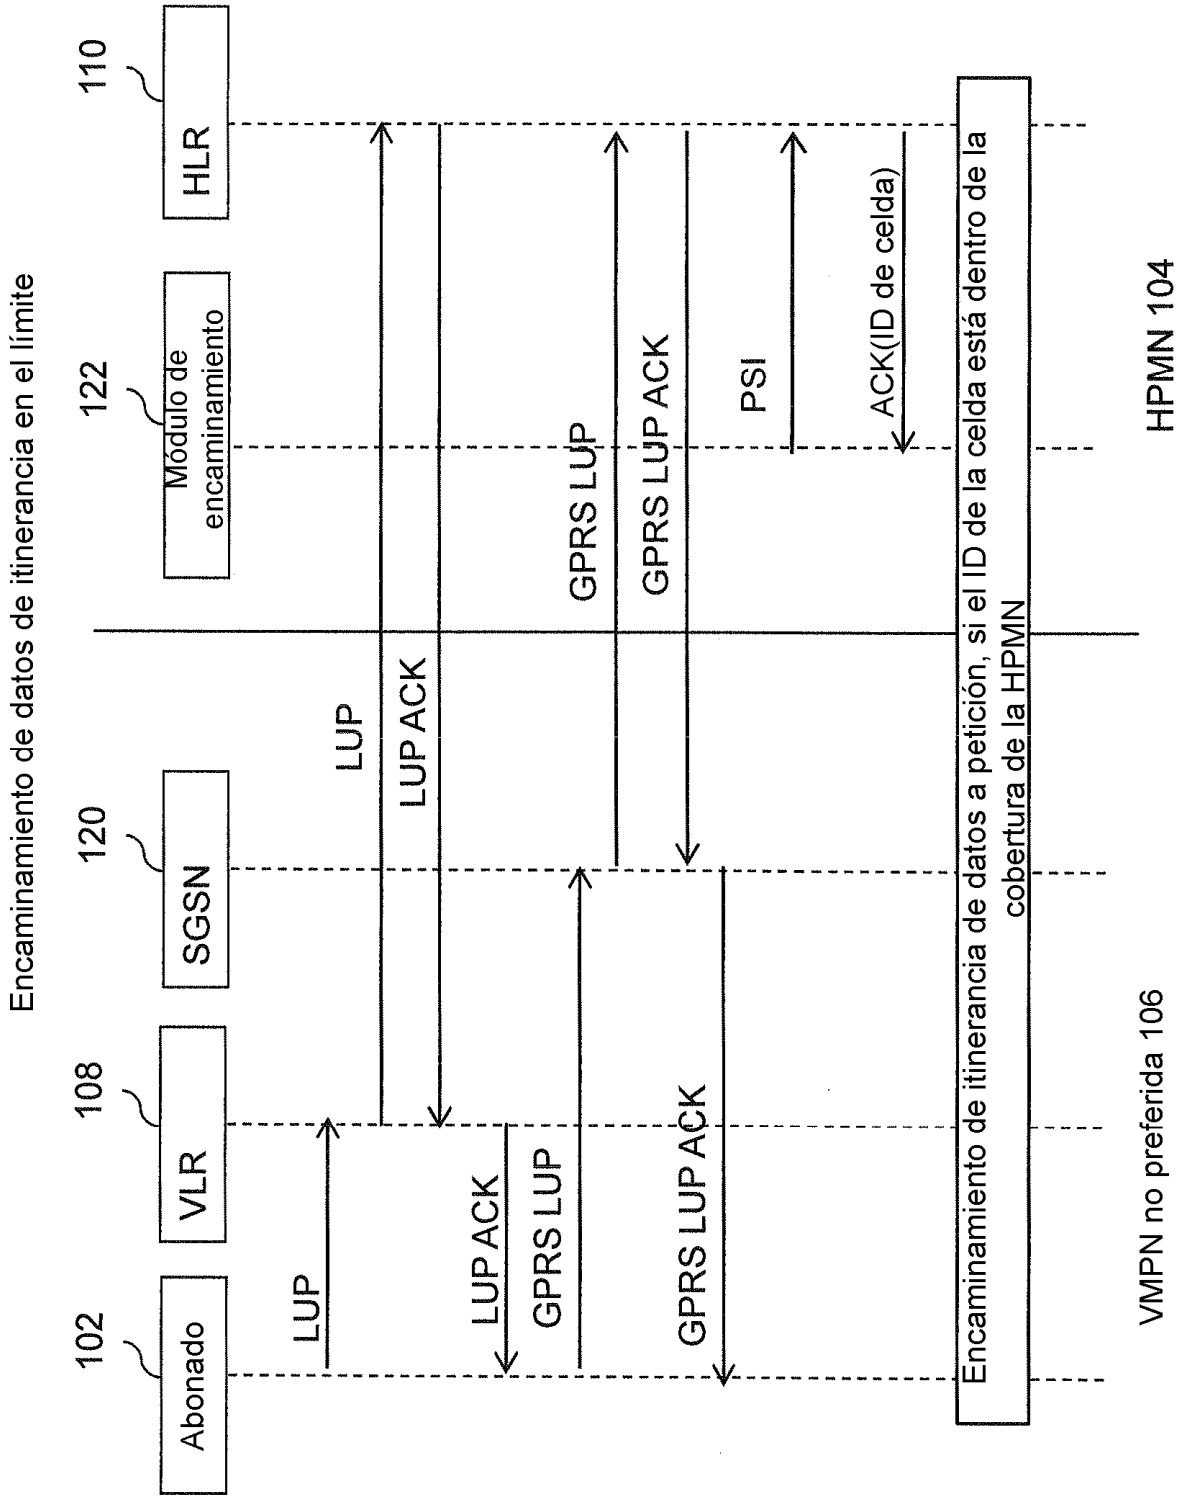 Encaminamiento de datos de itinerancia en el límite
102
108
120
122
110
Abonado
VLR
SGSN
Módulo de
encaminamiento
HLR
LUP
LUP
LUP ACK
LUP ACK
GPRS LUP
GPRS LUP
GPRS LUP ACK
GPRS LUP ACK
PSI
ACK(ID de celda)
Encaminamiento de itinerancia de datos a petición, si el ID de la celda está dentro de la
cobertura de la HPMN
VMPN no preferida 106
HPMN 104